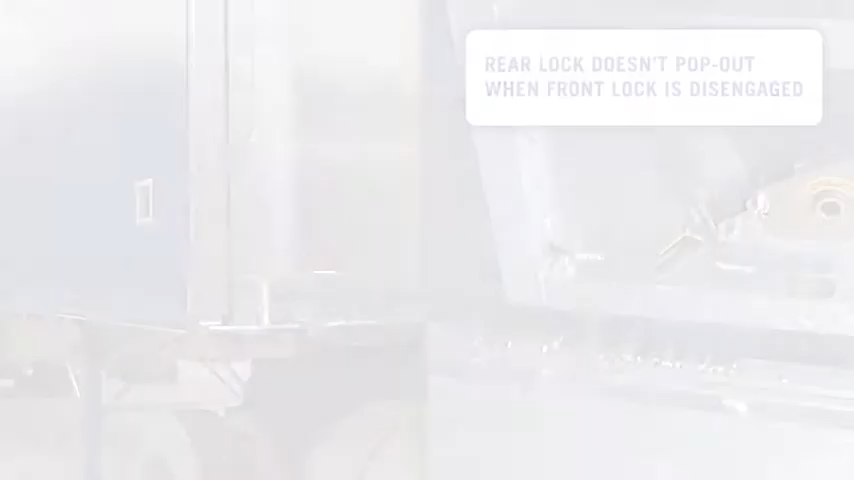 REAR LOCK DOESN'T POP-OUT
WHEN FRONT LOCK IS DISENGAGED